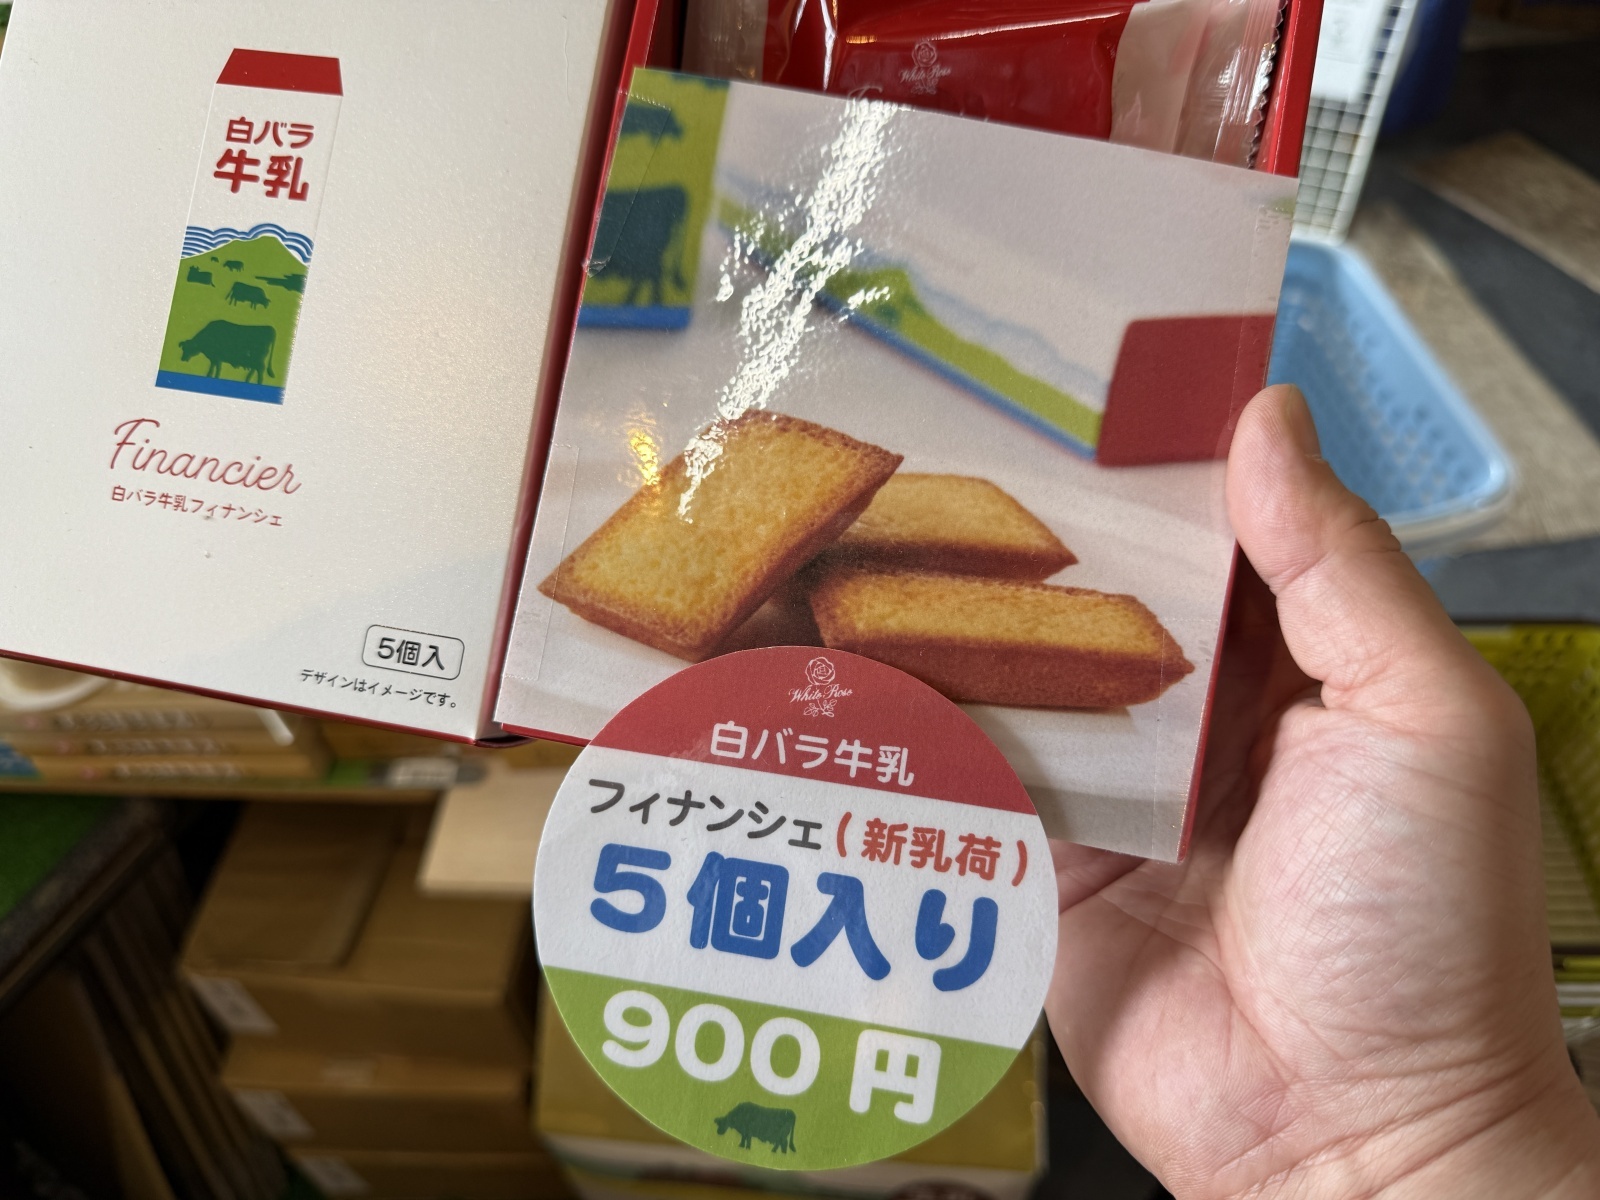 白バラ
牛乳
Financier
白バラ牛乳フィナンシェ
5個入
デザインはイメージです。
White Rose
White Rose
白バラ牛乳
フィナンシェ(新乳荷)
5個入り
900円